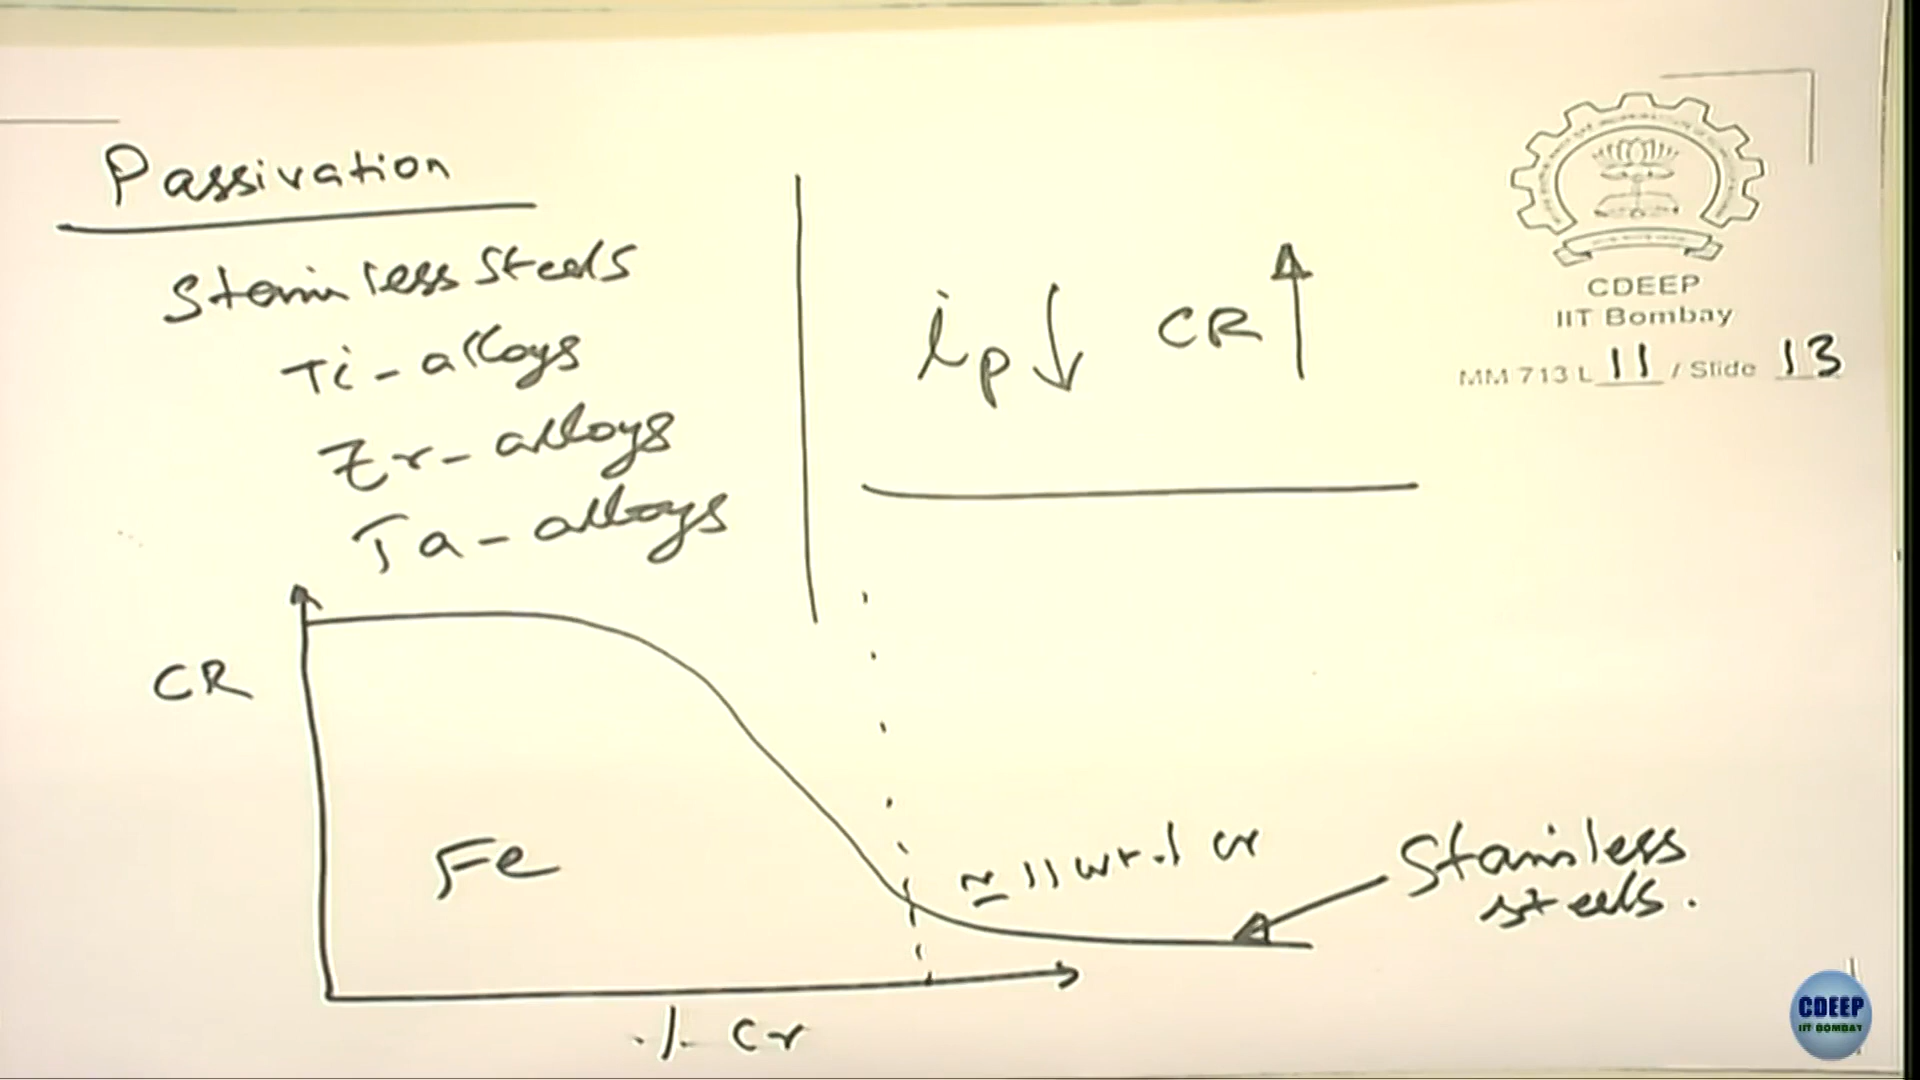 Passivation
Stainless Steels
Ti - alloys
Zr - alloys
Ta - alloys
ip ↓ CR ↑
CDEEP
IIT Bombay
MM 713 L 11 / Slide 13
CR
Fe
≃ 11 wt.% Cr
Stainless
steels.
% Cr
CDEEP
IIT BOMBAY